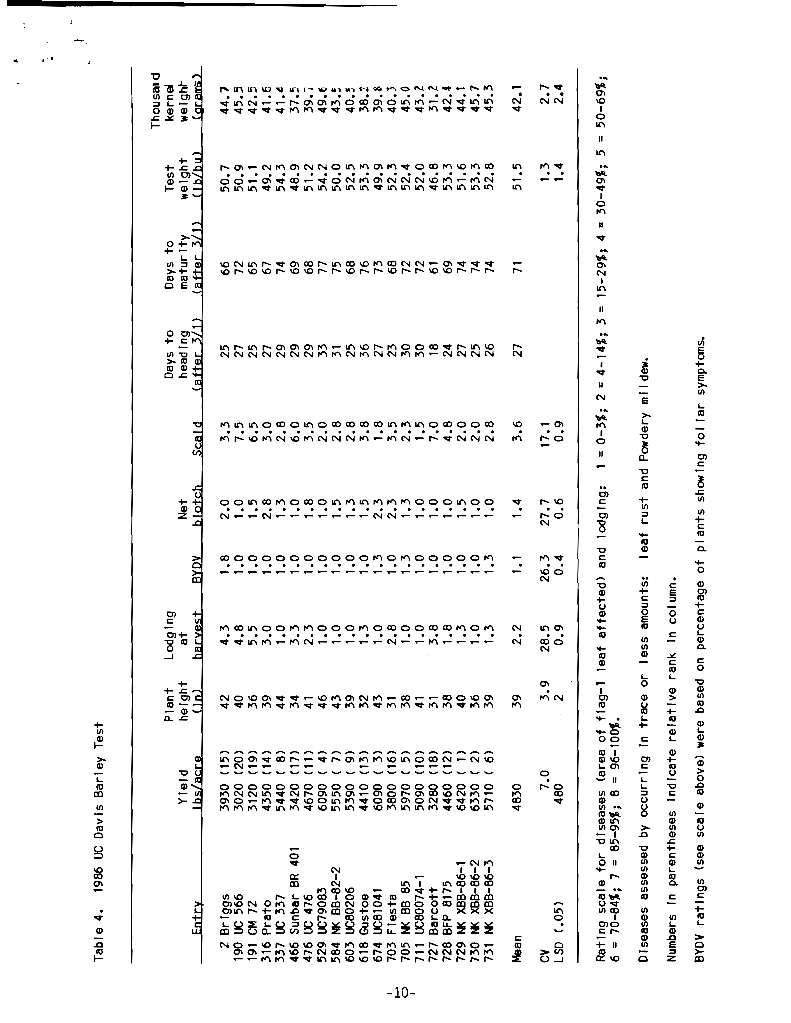 Table 4. 1986 UC Davis Barley Test
Plant Lodging Days to Days to Test Thousand
Yield height at Net heading maturity weight kernel weight
Entry lbs/acre (in) harvest BYDV blotch Scald (after 3/1) (after 3/1) (lb/bu) (grams)
2 Briggs 3930 (15) 42 4.3 1.8 2.0 3.3 25 66 50.7 44.7
190 UC 566 3020 (20) 40 4.8 1.0 1.0 7.5 27 72 50.9 45.5
191 CM 72 3120 (19) 36 5.5 1.0 1.5 6.5 25 65 51.1 42.5
316 Prato 4350 (14) 39 3.0 1.0 2.8 3.0 27 67 49.2 41.6
337 UC 337 5440 ( 8) 44 1.0 1.0 1.3 2.8 29 74 54.3 41.4
466 Sunbar BR 401 3420 (17) 34 3.3 1.0 1.0 6.0 29 69 48.9 37.5
476 UC 476 4670 (11) 41 2.3 1.0 1.8 3.5 29 68 51.2
529 UC79083 6090 ( 4) 46 1.0 1.0 1.0 2.0 33 77 54.2 49.6
584 NK BB-82-2 5550 ( 7) 43 1.0 1.0 1.5 2.8 31 75 50.0 43.5
603 UC80206 5390 ( 9) 39 1.0 1.0 1.3 2.8 25 68 52.5 40.5
618 Gustoe 4410 (13) 32 1.3 1.0 1.5 3.8 36 76 53.3 38.2
674 UC81041 6090 ( 3) 43 1.0 1.3 2.3 1.8 27 73 49.9 39.8
703 Fiesta 3800 (16) 31 2.8 1.0 2.3 3.5 23 68 52.3 40.3
705 NK BB 85 5970 ( 5) 38 1.0 1.3 1.3 2.3 30 72 52.4 45.0
711 UC80074-1 5090 (10) 41 1.0 1.0 1.0 1.5 30 72 52.0 43.2
727 Barcott 3280 (18) 31 3.8 1.0 1.0 7.0 18 61 46.8 31.2
728 BFP 8175 4460 (12) 38 1.8 1.0 1.0 4.8 24 69 53.3 42.4
729 NK XBB-86-1 6420 ( 1) 40 1.3 1.0 1.5 2.0 27 74 51.6 44.1
730 NK XBB-86-2 6330 ( 2) 36 1.0 1.0 1.0 2.0 25 74 53.3 45.7
731 NK XBB-86-3 5710 ( 6) 39 1.3 1.3 1.0 2.8 26 74 52.8 45.3
Mean 4830 39 2.2 1.1 1.4 3.6 27 71 51.5 42.1
CV 7.0 3.9 28.5 26.3 27.7 17.1 1.3 2.7
LSD (.05) 480 2 0.9 0.4 0.6 0.9 1.4 2.4
Rating scale for diseases (area of flag-1 leaf affected) and lodging: 1 = 0-3%; 2 = 4-14%; 3 = 15-29%; 4 = 30-49%; 5 = 50-69%;
6 = 70-84%; 7 = 85-95%; 8 = 96-100%.
Diseases assessed by occurring in trace or less amounts: leaf rust and Powdery mildew.
Numbers in parentheses indicate relative rank in column.
BYDV ratings (see scale above) were based on percentage of plants showing foliar symptoms.
-10-